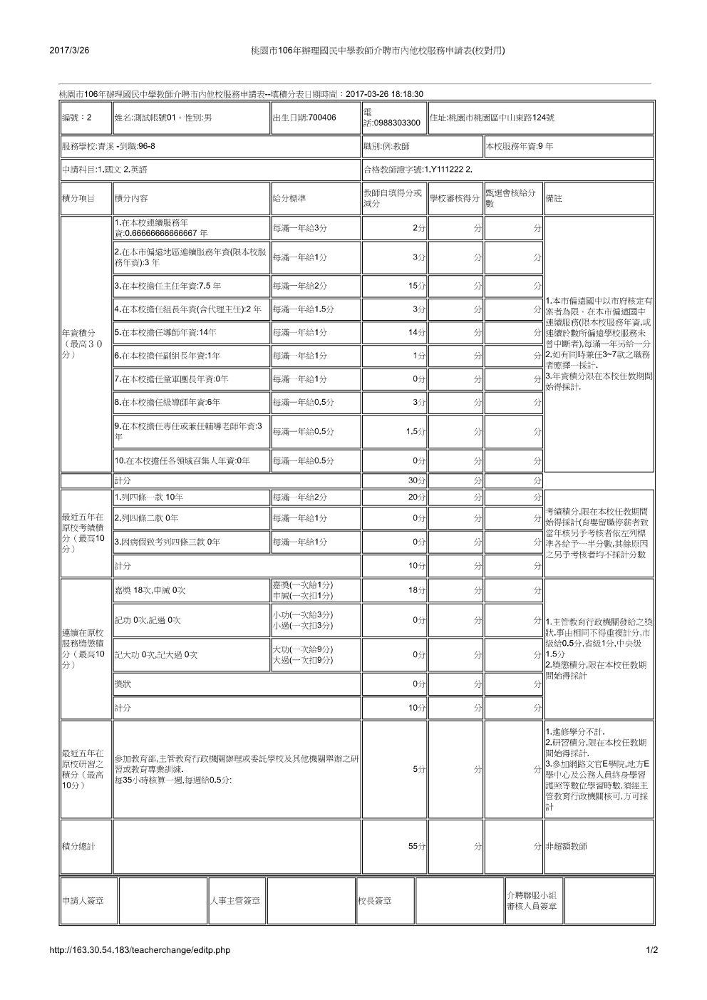 2017/3/26
桃園市106年辦理國民中學教師介聘市內他校服務申請表(校對用)
桃園市106年辦理國民中學教師介聘市內他校服務申請表--填積分表日期時間：2017-03-26 18:18:30
編號：2
姓名:測試帳號01。性別:男
出生日期:700406
電
話:0988303300
住址:桃園市桃園區中山東路124號
服務學校:青溪 -到職:96-8
職別:例:教師
本校服務年資:9 年
申請科目:1.國文 2.英語
合格教師證字號:1.Y111222 2.
積分項目
積分內容
給分標準
教師自填得分或
減分
學校審核得分
甄選會核給分
數
備註
年資積分
（最高３０
分）
1.在本校連續服務年
資:0.66666666666667 年
每滿一年給3分
2分
分
分
2.在本市偏遠地區連續服務年資(限本校服
務年資):3 年
每滿一年給1分
3分
分
分
3.在本校擔任主任年資:7.5 年
每滿一年給2分
15分
分
分
4.在本校擔任組長年資(含代理主任):2 年
每滿一年給1.5分
3分
分
分
5.在本校擔任導師年資:14年
每滿一年給1分
14分
分
分
6.在本校擔任副組長年資:1年
每滿一年給1分
1分
分
分
7.在本校擔任童軍團長年資:0年
每滿一年給1分
0分
分
分
8.在本校擔任級導師年資:6年
每滿一年給0.5分
3分
分
分
9.在本校擔任專任或兼任輔導老師年資:3
年
每滿一年給0.5分
1.5分
分
分
10.在本校擔任各領域召集人年資:0年
每滿一年給0.5分
0分
分
分
1.本市偏遠國中以市府核定有
案者為限。在本市偏遠國中
連續服務(限本校服務年資,或
連續於數所偏遠學校服務未
曾中斷者),每滿一年另給一分
2.如有同時兼任3~7款之職務
者應擇一採計.
3.年資積分限在本校任教期間
始得採計.
計分
30分
分
分
最近五年在
原校考績積
分（最高10
分）
1.列四條一款 10年
每滿一年給2分
20分
分
分
2.列四條二款 0年
每滿一年給1分
0分
分
分
3.因病假致考列四條三款 0年
每滿一年給1分
0分
分
分
計分
10分
分
分
考績積分,限在本校任教期間
始得採計(育嬰留職停薪者致
當年核另予考核者依左列標
準各給予一半分數,其餘原因
之另予考核者均不採計分數
連續在原校
服務獎懲積
分（最高10
分）
嘉獎 18次,申誡 0次
嘉獎(一次給1分)
申誡(一次扣1分)
18分
分
分
記功 0次,記過 0次
小功(一次給3分)
小過(一次扣3分)
0分
分
分
記大功 0次,記大過 0次
大功(一次給9分)
大過(一次扣9分)
0分
分
分
獎狀
0分
分
分
計分
10分
分
分
1.主管教育行政機關發給之獎
狀.事由相同不得重複計分,市
級給0.5分,省級1分,中央級
1.5分
2.獎懲積分,限在本校任教期
間始得採計
最近五年在
原校研習之
積分（最高
10分）
參加教育部,主管教育行政機關辦理或委託學校及其他機關舉辦之研
習或教育專業訓練.
每35小時核算一週,每週給0.5分:
5分
分
分
1.進修學分不計.
2.研習積分,限在本校任教期
間始得採計.
3.參加網路文官E學院,地方E
學中心及公務人員終身學習
護照等數位學習時數,須經主
管教育行政機關核可,方可採
計
積分總計
55分
分
分
非超額教師
申請人簽章
人事主管簽章
校長簽章
介聘聯服小組
審核人員簽章
http://163.30.54.183/teacherchange/editp.php
1/2